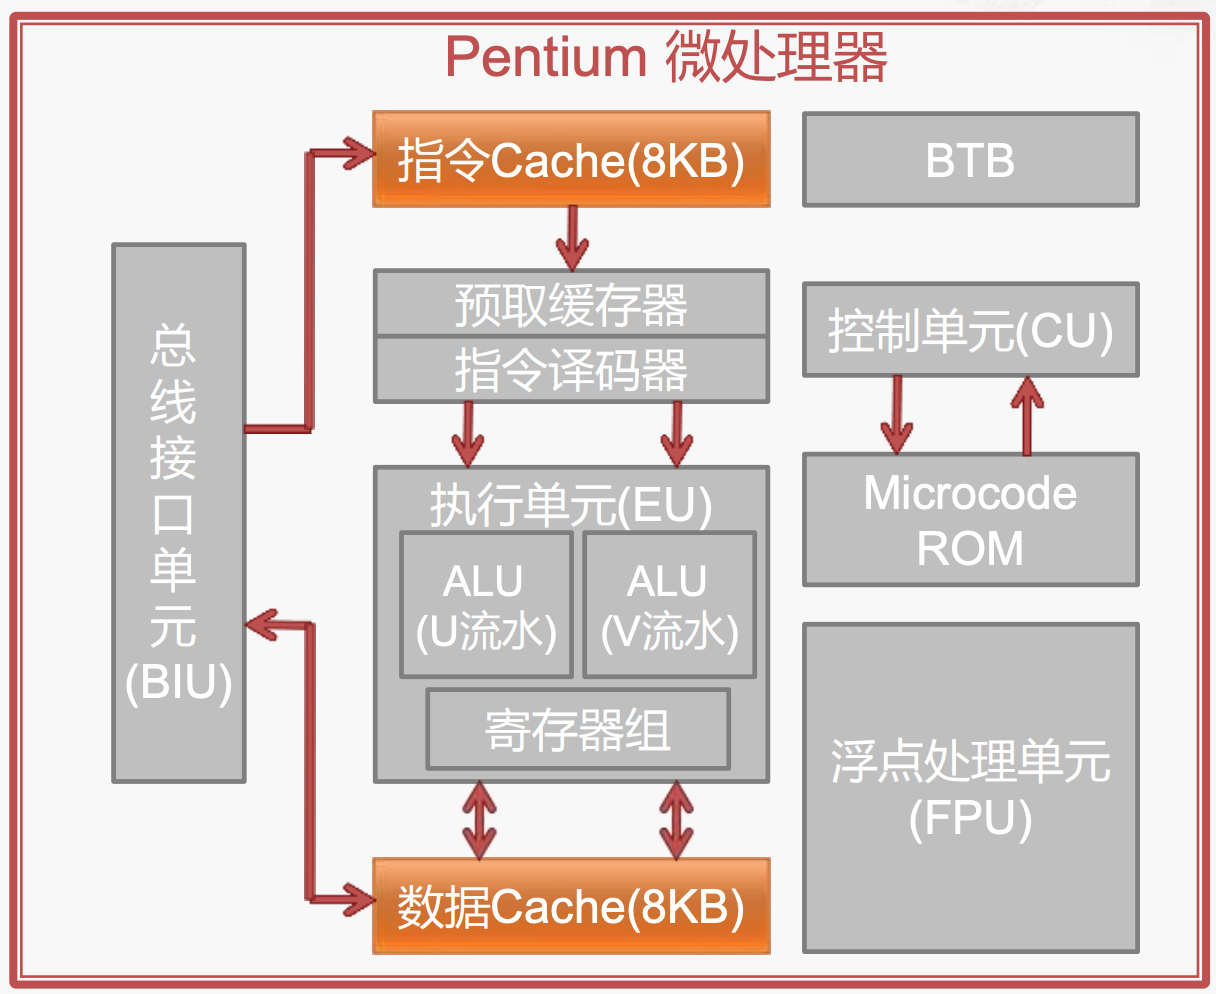 Pentium 微处理器
指令Cache(8KB)
BTB
预取缓存器
指令译码器
控制单元(CU)
总
线
接
口
单
元
(BIU)
执行单元(EU)
ALU
(U流水)
ALU
(V流水)
寄存器组
Microcode
ROM
浮点处理单元
(FPU)
数据Cache(8KB)